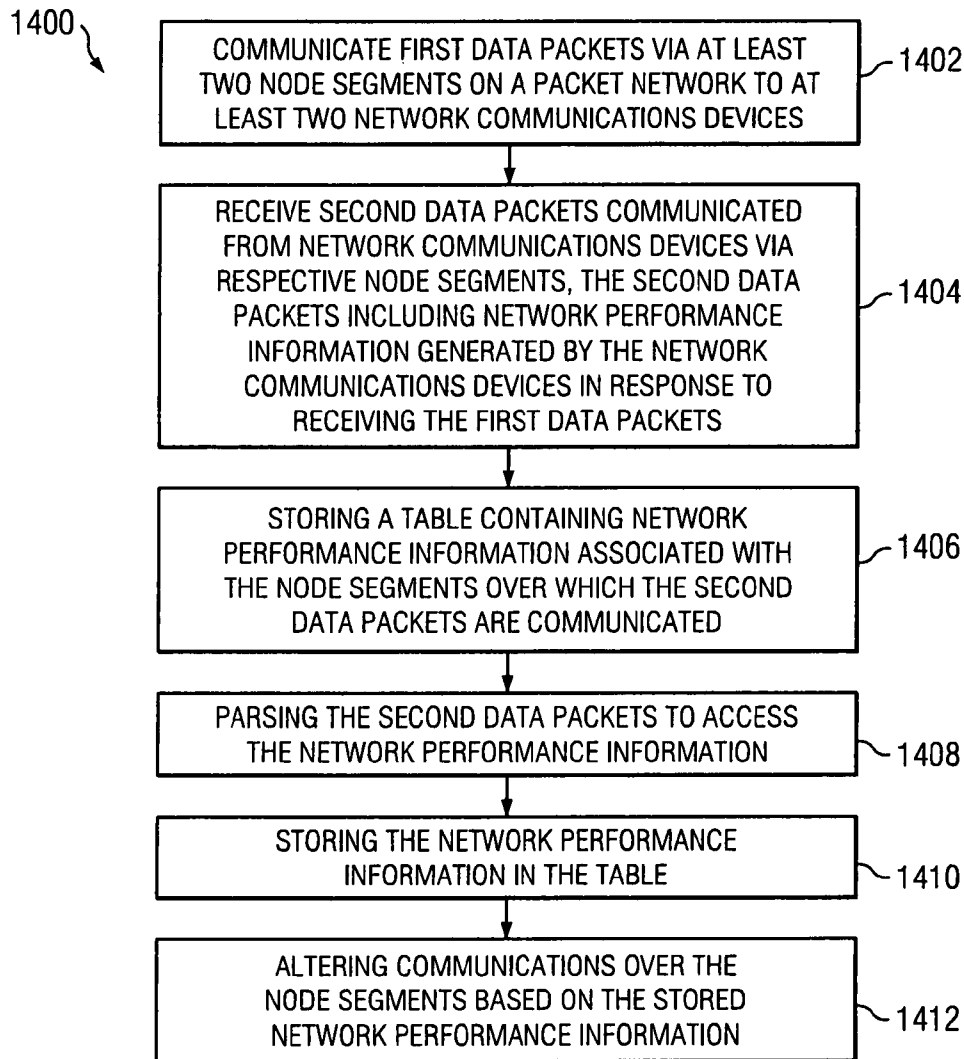 1400
COMMUNICATE FIRST DATA PACKETS VIA AT LEAST
TWO NODE SEGMENTS ON A PACKET NETWORK TO AT
LEAST TWO NETWORK COMMUNICATIONS DEVICES
1402
RECEIVE SECOND DATA PACKETS COMMUNICATED
FROM NETWORK COMMUNICATIONS DEVICES VIA
RESPECTIVE NODE SEGMENTS, THE SECOND DATA
PACKETS INCLUDING NETWORK PERFORMANCE
INFORMATION GENERATED BY THE NETWORK
COMMUNICATIONS DEVICES IN RESPONSE TO
RECEIVING THE FIRST DATA PACKETS
1404
STORING A TABLE CONTAINING NETWORK
PERFORMANCE INFORMATION ASSOCIATED WITH
THE NODE SEGMENTS OVER WHICH THE SECOND
DATA PACKETS ARE COMMUNICATED
1406
PARSING THE SECOND DATA PACKETS TO ACCESS
THE NETWORK PERFORMANCE INFORMATION
1408
STORING THE NETWORK PERFORMANCE
INFORMATION IN THE TABLE
1410
ALTERING COMMUNICATIONS OVER THE
NODE SEGMENTS BASED ON THE STORED
NETWORK PERFORMANCE INFORMATION
1412